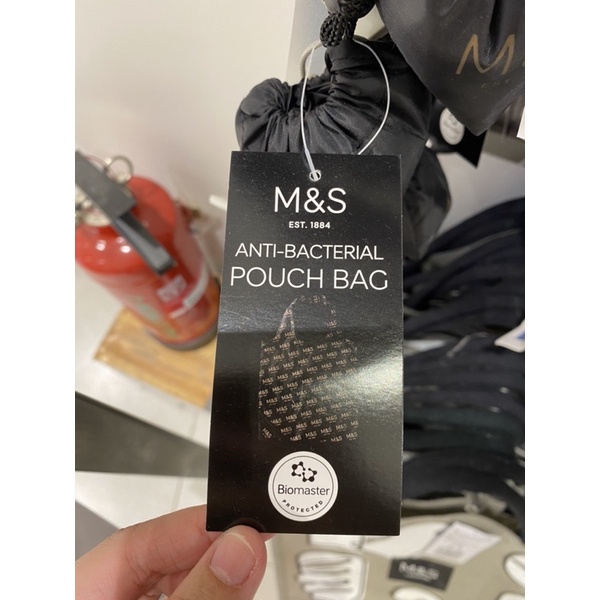 M&S
EST. 1884
ANTI-BACTERIAL
POUCH BAG
Biomaster
PROTECTED
M&S